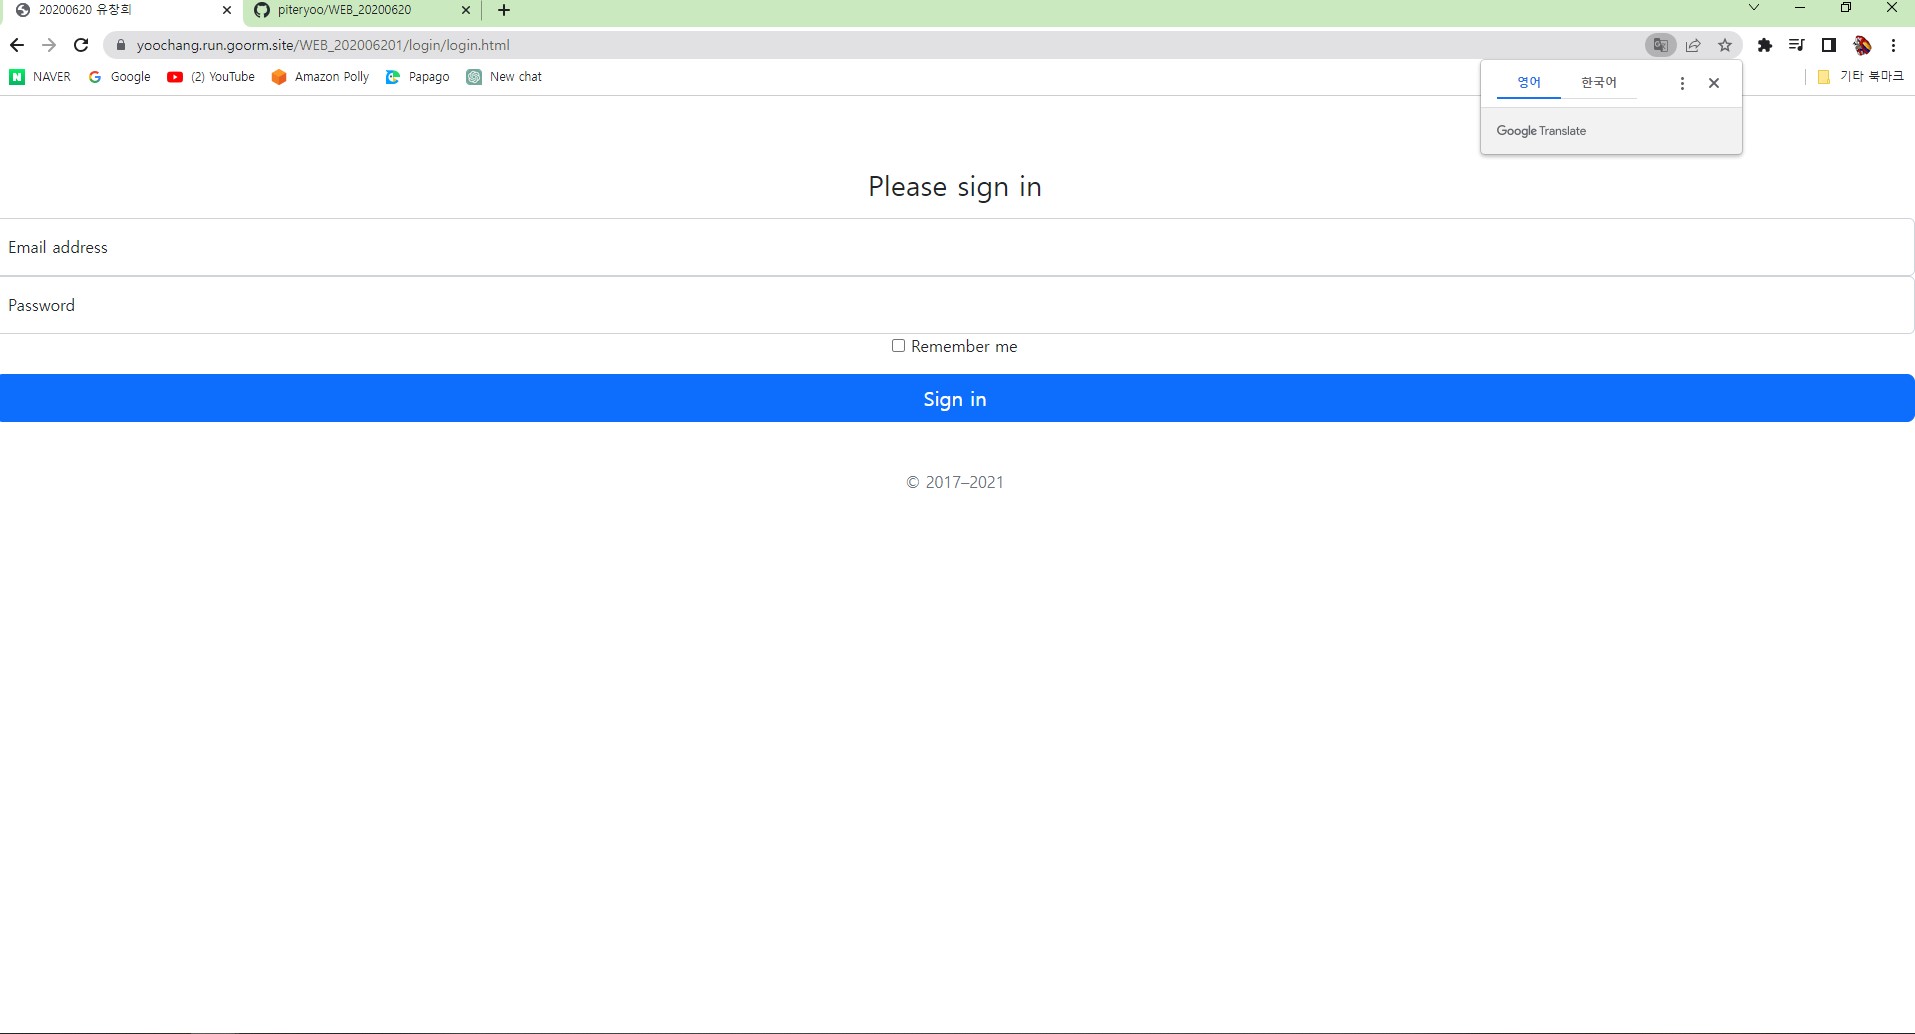 20200620 유창희
piteryoo/WEB_20200620
yoochang.run.goorm.site/WEB_202006201/login/login.html
NAVER Google (2) YouTube Amazon Polly Papago New chat 기타 북마크
영어 한국어
Google Translate
Please sign in
Email address
Password
Remember me
Sign in
© 2017–2021